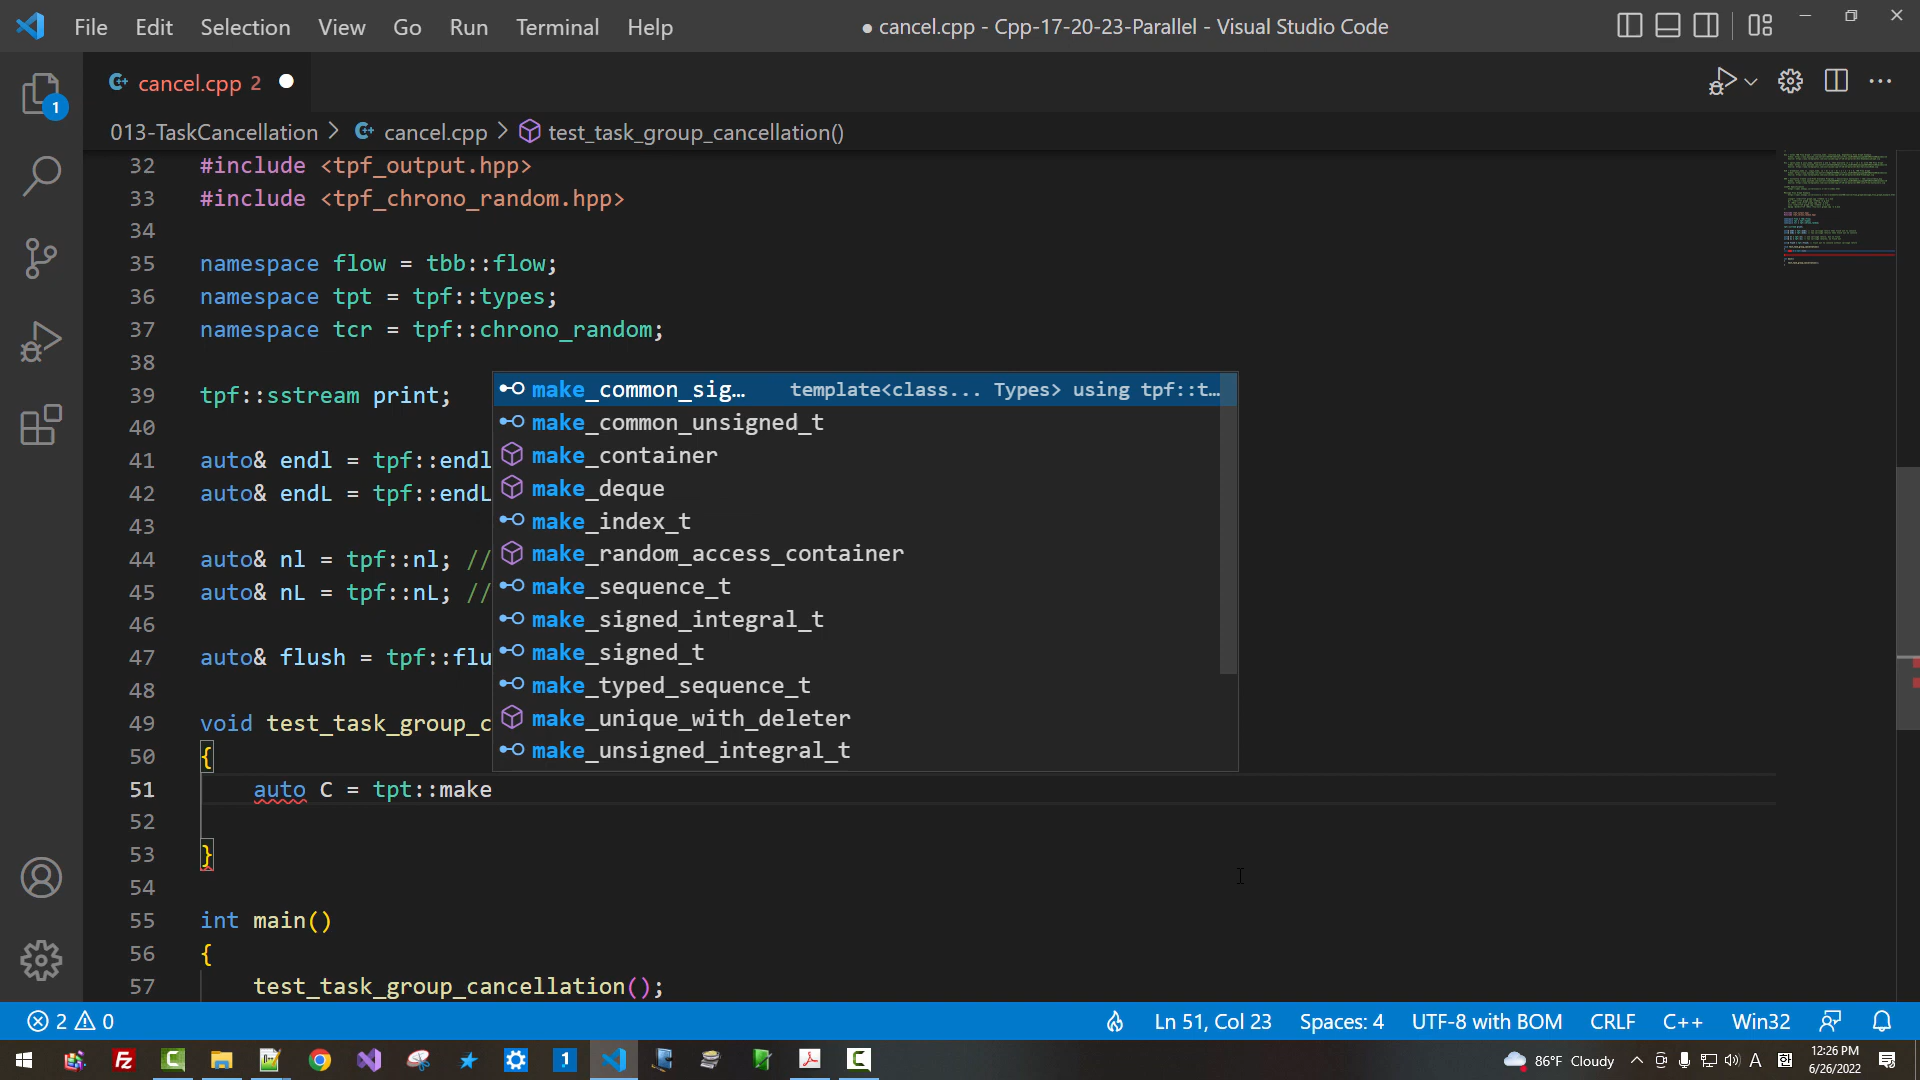 File Edit Selection View Go Run Terminal Help ● cancel.cpp - Cpp-17-20-23-Parallel - Visual Studio Code
cancel.cpp 2
1
013-TaskCancellation > cancel.cpp > test_task_group_cancellation()
32 #include <tpf_output.hpp>
33 #include <tpf_chrono_random.hpp>
34
35 namespace flow = tbb::flow;
36 namespace tpt = tpf::types;
37 namespace tcr = tpf::chrono_random;
38
39 tpf::sstream print;
40
41 auto& endl = tpf::endl
42 auto& endL = tpf::endL
43
44 auto& nl = tpf::nl; //
45 auto& nL = tpf::nL; //
46
47 auto& flush = tpf::flu
48
49 void test_task_group_c
50 {
51 auto C = tpt::make
52
53 }
54
55 int main()
56 {
57 test_task_group_cancellation();
make_common_sig… template<class... Types> using tpf::t…
make_common_unsigned_t
make_container
make_deque
make_index_t
make_random_access_container
make_sequence_t
make_signed_integral_t
make_signed_t
make_typed_sequence_t
make_unique_with_deleter
make_unsigned_integral_t
2 0 Ln 51, Col 23 Spaces: 4 UTF-8 with BOM CRLF C++ Win32
86°F Cloudy A 한 12:26 PM
6/26/2022